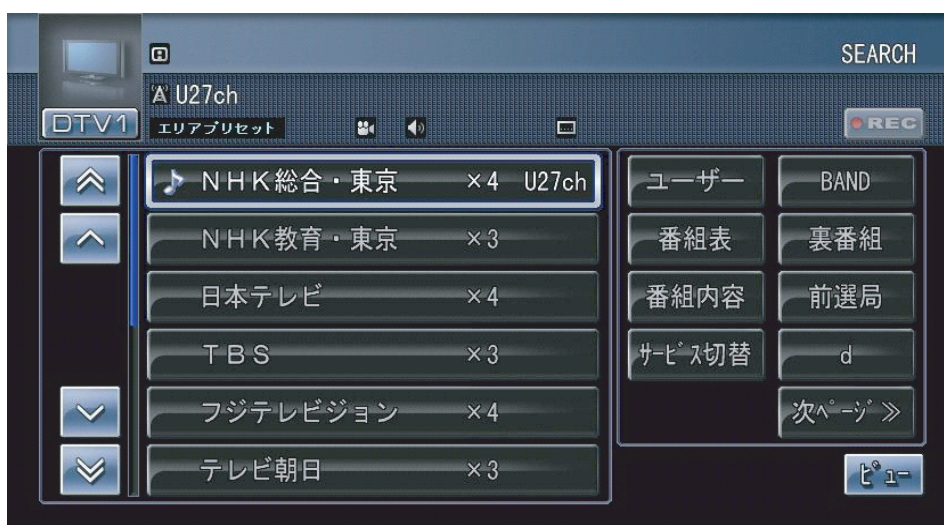 SEARCH
U27ch
DTV1
エリアプリセット
REC
NHK総合・東京 ×4 U27ch
NHK教育・東京 ×3
日本テレビ ×4
TBS ×3
フジテレビジョン ×4
テレビ朝日 ×3
ユーザー BAND
番組表 裏番組
番組内容 前選局
ｻｰﾋﾞｽ切替 d
次ﾍﾟｰｼﾞ ≫
ﾋﾟｭｰ